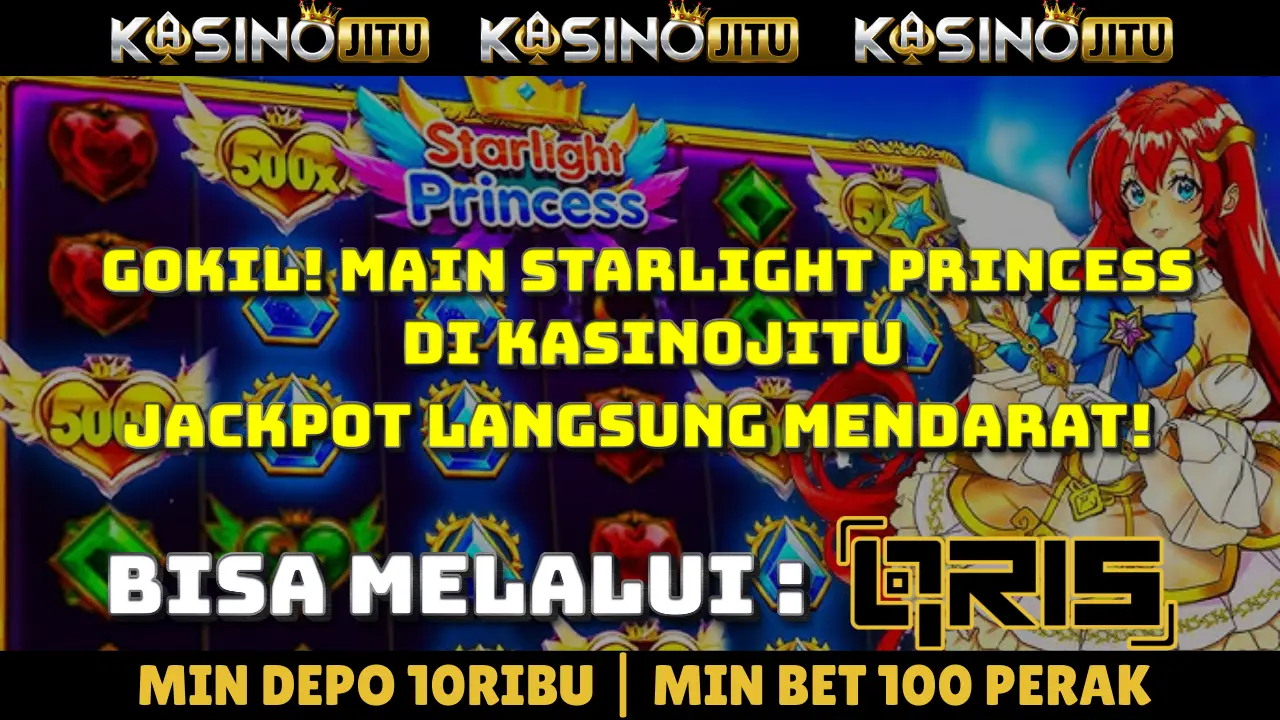 KASINOJITU KASINOJITU KASINOJITU
Starlight
Princess
500x
GOKIL! MAIN STARLIGHT PRINCESS
DI KASINOJITU
JACKPOT LANGSUNG MENDARAT!
BISA MELALUI : QRIS
MIN DEPO 10RIBU | MIN BET 100 PERAK